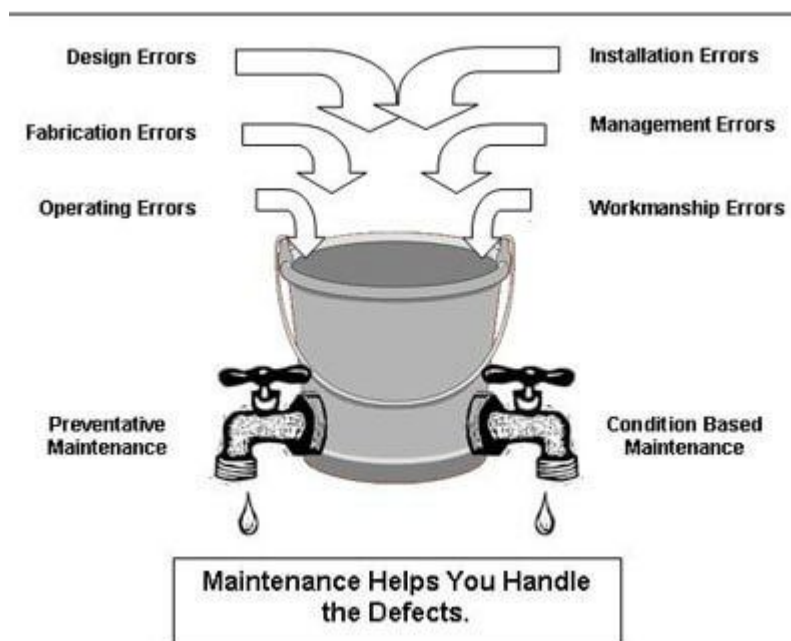 Design Errors
Installation Errors
Fabrication Errors
Management Errors
Operating Errors
Workmanship Errors
Preventative
Maintenance
Condition Based
Maintenance
Maintenance Helps You Handle
the Defects.